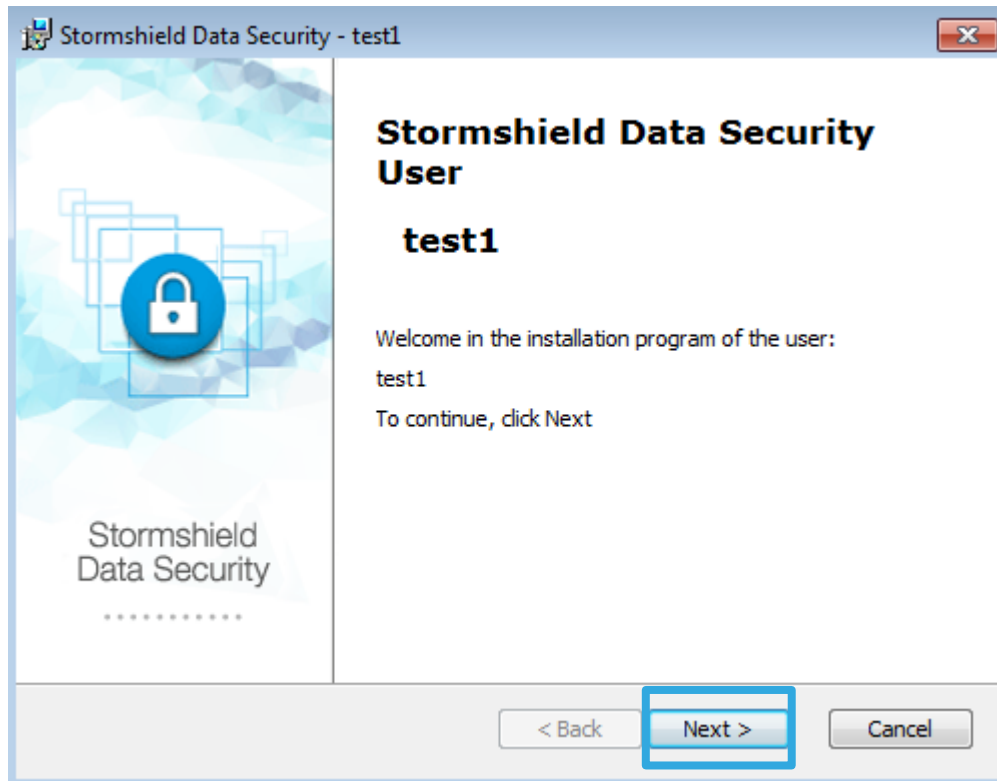 Stormshield Data Security - test1
Stormshield Data Security
User
test1
Welcome in the installation program of the user:
test1
To continue, click Next
Stormshield
Data Security
< Back
Next >
Cancel